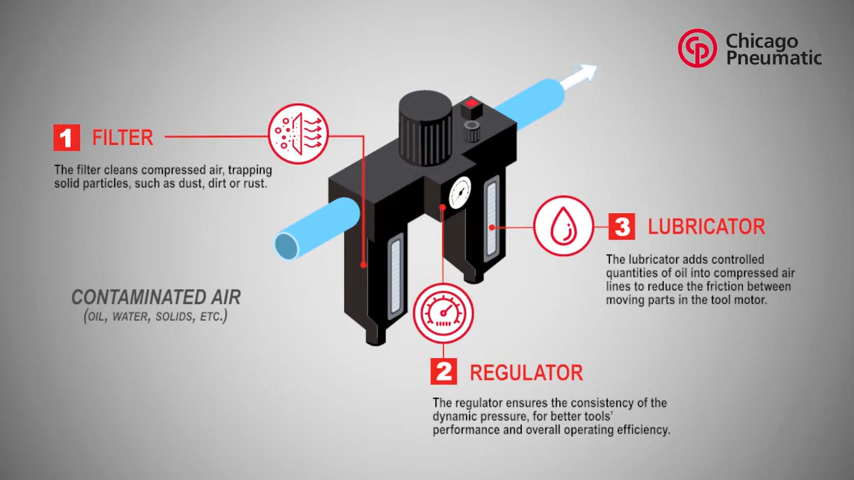 Chicago
Pneumatic
1 FILTER
The filter cleans compressed air, trapping
solid particles, such as dust, dirt or rust.
3 LUBRICATOR
The lubricator adds controlled
quantities of oil into compressed air
lines to reduce the friction between
moving parts in the tool motor.
CONTAMINATED AIR
(OIL, WATER, SOLIDS, ETC.)
2 REGULATOR
The regulator ensures the consistency of the
dynamic pressure, for better tools'
performance and overall operating efficiency.